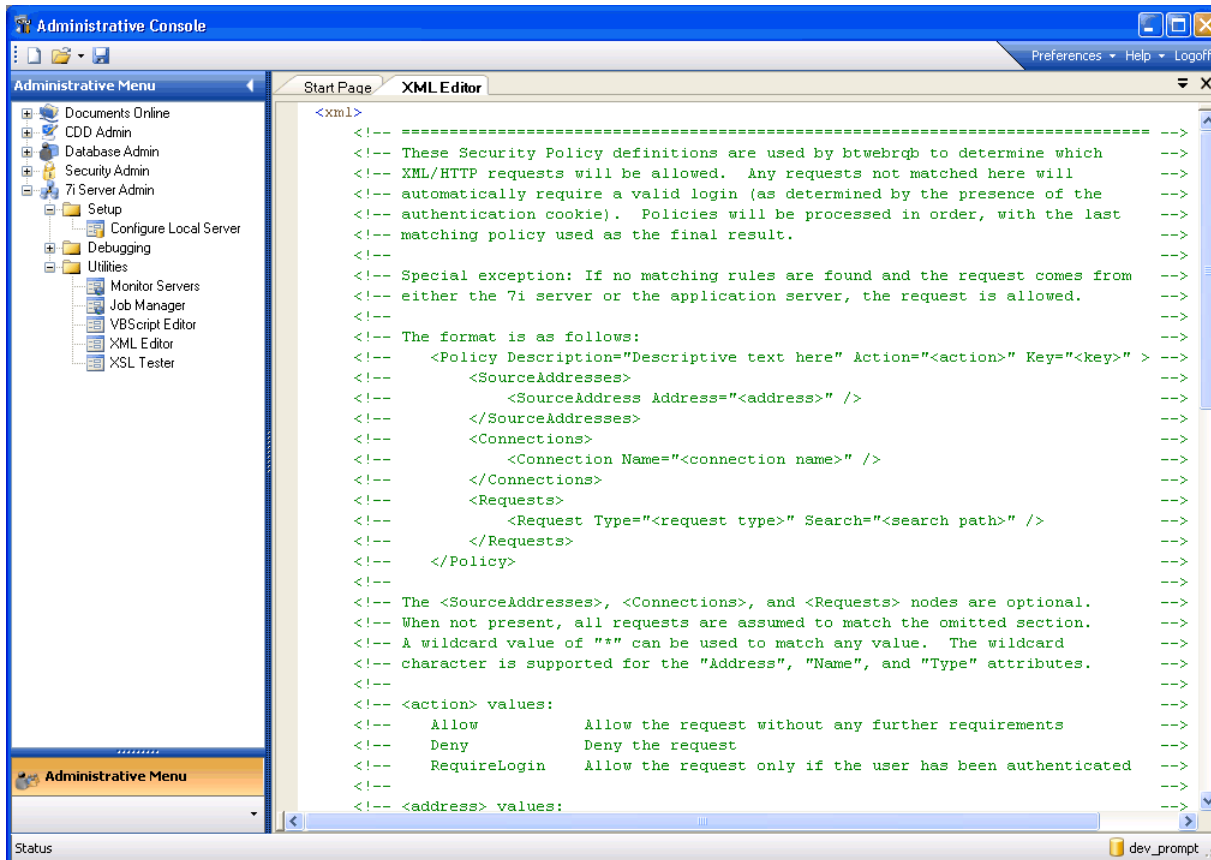 Administrative Console
Preferences Help Logoff
Administrative Menu
Documents Online
CDD Admin
Database Admin
Security Admin
7i Server Admin
Setup
Configure Local Server
Debugging
Utilities
Monitor Servers
Job Manager
VBScript Editor
XML Editor
XSL Tester
Administrative Menu
Start Page XML Editor
<xml>
<!-- ============================================================================== -->
<!-- These Security Policy definitions are used by btwebrqb to determine which -->
<!-- XML/HTTP requests will be allowed.  Any requests not matched here will -->
<!-- automatically require a valid login (as determined by the presence of the -->
<!-- authentication cookie).  Policies will be processed in order, with the last -->
<!-- matching policy used as the final result. -->
<!-- -->
<!-- Special exception: If no matching rules are found and the request comes from -->
<!-- either the 7i server or the application server, the request is allowed. -->
<!-- -->
<!-- The format is as follows: -->
<!-- <Policy Description="Descriptive text here" Action="<action>" Key="<key>" > -->
<!-- <SourceAddresses> -->
<!-- <SourceAddress Address="<address>" /> -->
<!-- </SourceAddresses> -->
<!-- <Connections> -->
<!-- <Connection Name="<connection name>" /> -->
<!-- </Connections> -->
<!-- <Requests> -->
<!-- <Request Type="<request type>" Search="<search path>" /> -->
<!-- </Requests> -->
<!-- </Policy> -->
<!-- -->
<!-- The <SourceAddresses>, <Connections>, and <Requests> nodes are optional. -->
<!-- When not present, all requests are assumed to match the omitted section. -->
<!-- A wildcard value of "*" can be used to match any value.  The wildcard -->
<!-- character is supported for the "Address", "Name", and "Type" attributes. -->
<!-- -->
<!-- <action> values: -->
<!-- Allow Allow the request without any further requirements -->
<!-- Deny Deny the request -->
<!-- RequireLogin Allow the request only if the user has been authenticated -->
<!-- -->
<!-- <address> values: -->
Status dev_prompt